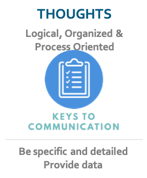 THOUGHTS
Logical, Organized &
Process Oriented
KEYS TO
COMMUNICATION
Be specific and detailed
Provide data